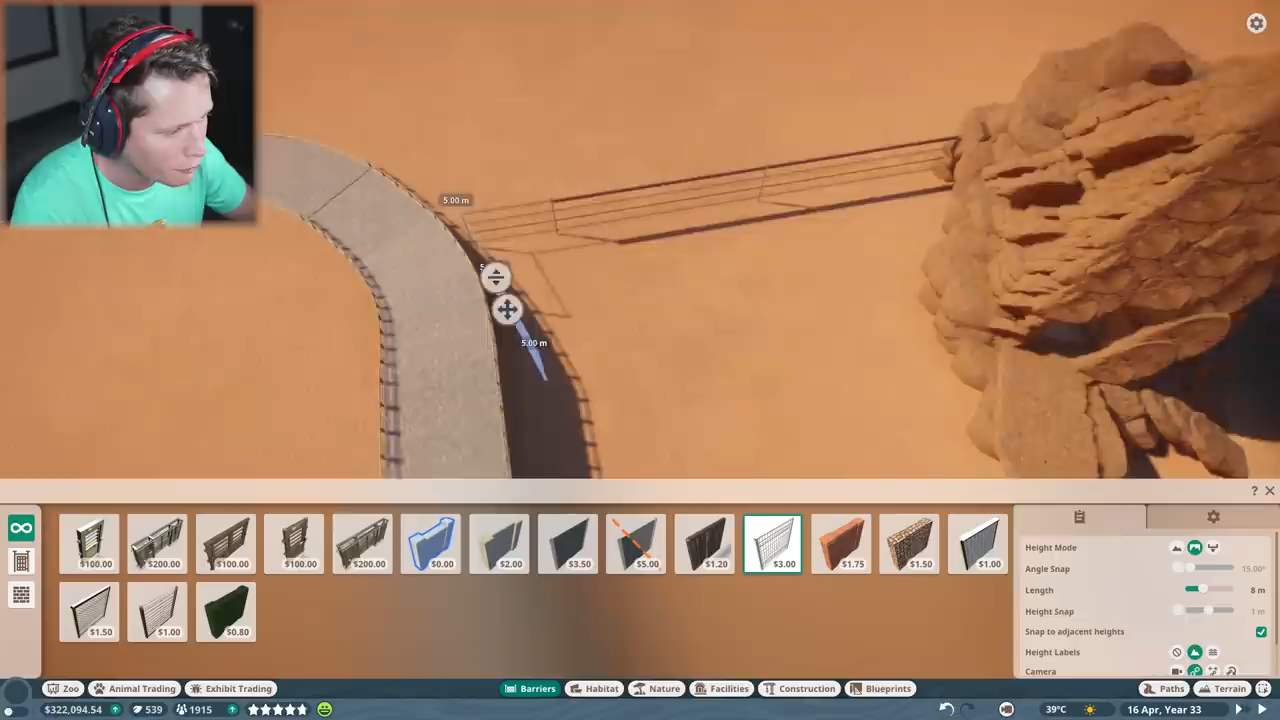 5.00 m
5.00 m
? ×
$100.00 $200.00 $100.00 $100.00 $200.00 $0.00 $2.00 $3.50 $5.00 $1.20 $3.00 $1.75 $1.50 $1.00
$1.50 $1.00 $0.80
Height Mode
Angle Snap 15.00°
Length 8 m
Height Snap 1 m
Snap to adjacent heights
Height Labels
Camera
Zoo Animal Trading Exhibit Trading Barriers Habitat Nature Facilities Construction Blueprints Paths Terrain
$322,094.54 539 1915 39°C 16 Apr, Year 33